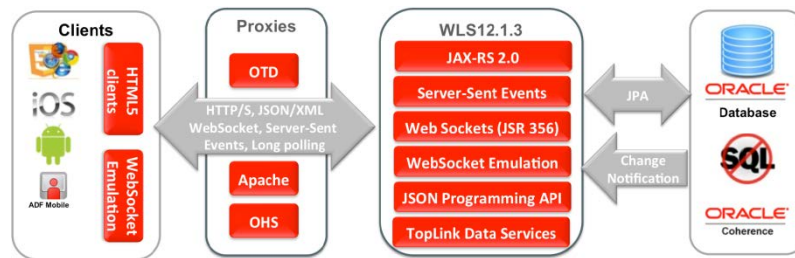 Clients
HTML5
clients
iOS
WebSocket
Emulation
ADF Mobile
Proxies
OTD
HTTP/S, JSON/XML
WebSocket, Server-Sent
Events, Long polling
Apache
OHS
WLS12.1.3
JAX-RS 2.0
Server-Sent Events
Web Sockets (JSR 356)
WebSocket Emulation
JSON Programming API
TopLink Data Services
JPA
Change
Notification
ORACLE
Database
SQL
ORACLE
Coherence